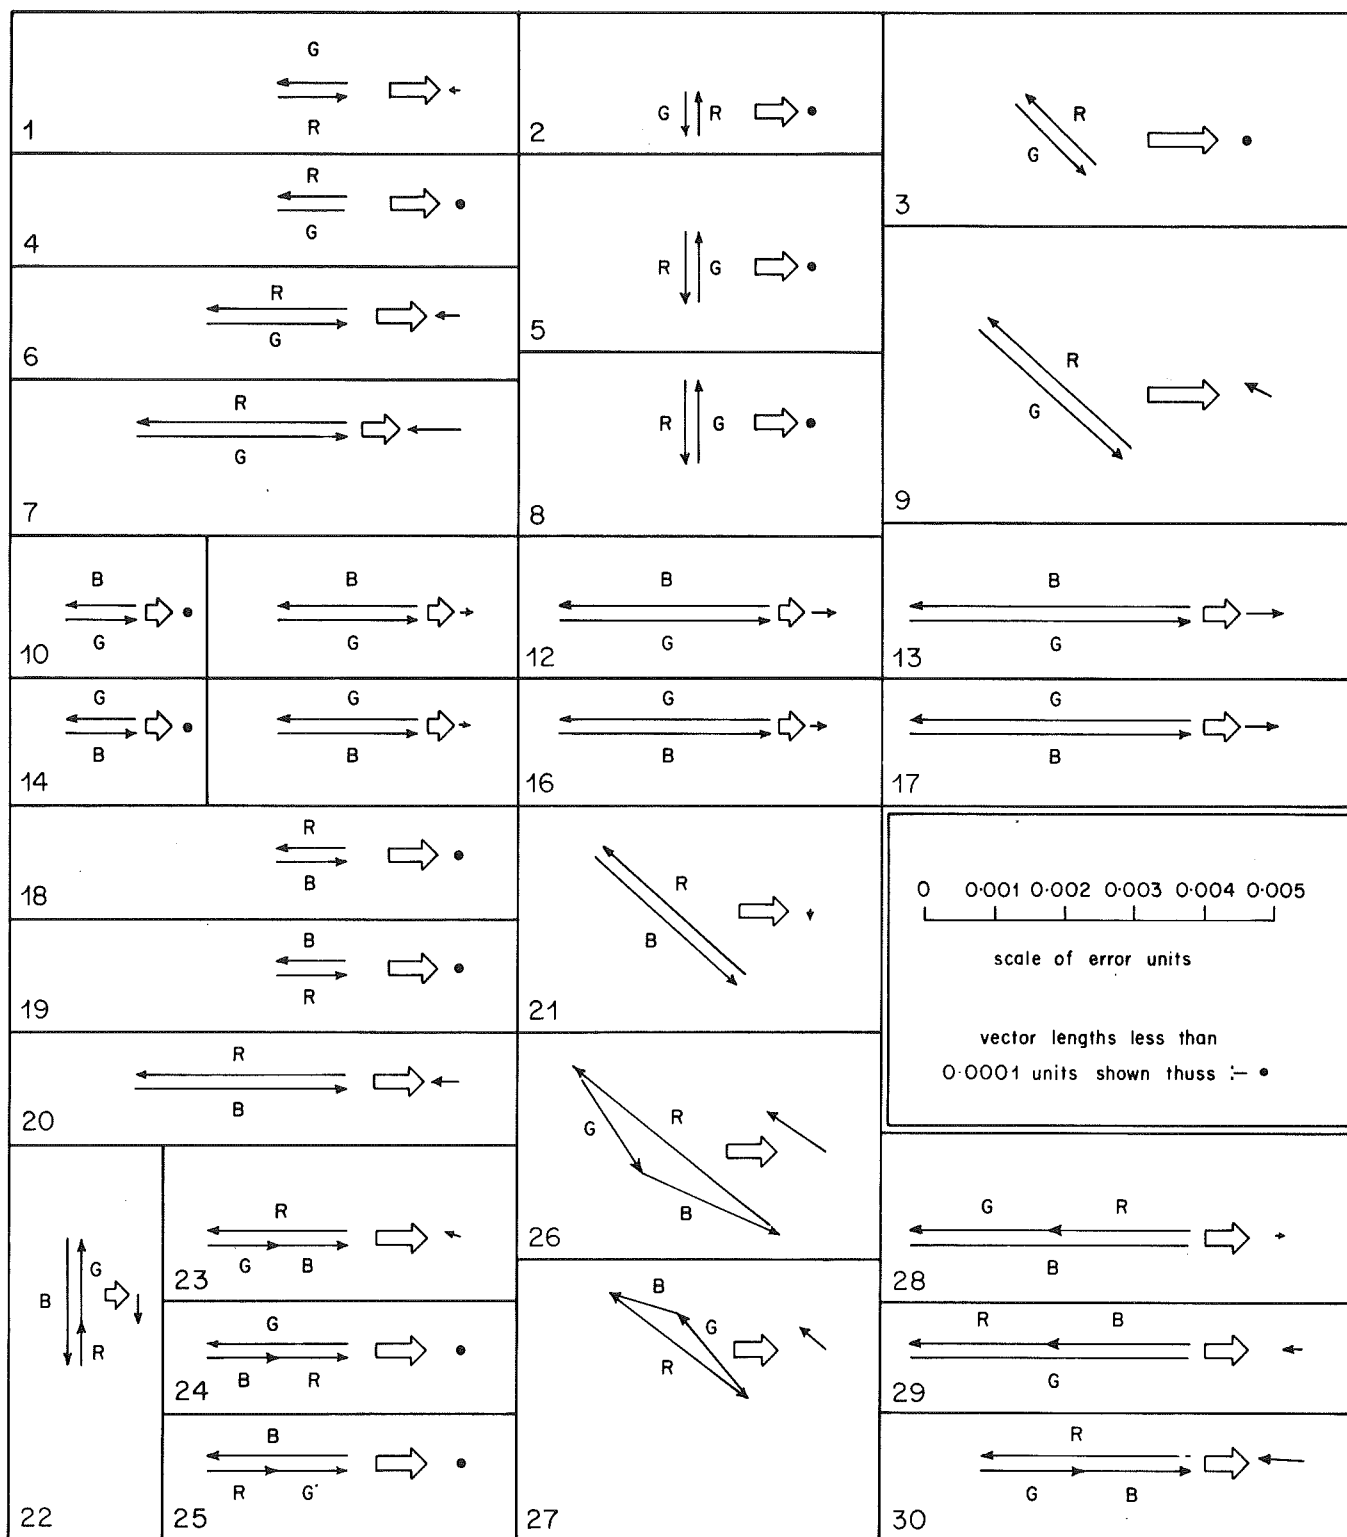 G
R
1
G R
2
R
G
3
R
G
4
R G
5
R
G
6
R
G
7
R G
8
R
G
9
B
G
10
B
G
B
G
12
B
G
13
G
B
14
G
B
G
B
16
G
B
17
R
B
18
B
R
19
R
B
20
R
B
21
0 0·001 0·002 0·003 0·004 0·005
scale of error units
vector lengths less than
0·0001 units shown thuss :–
B G
R
22
R
G B
23
G
B R
24
B
R G
25
G R
B
26
B
G
R
27
G R
B
28
R B
G
29
R
G B
30